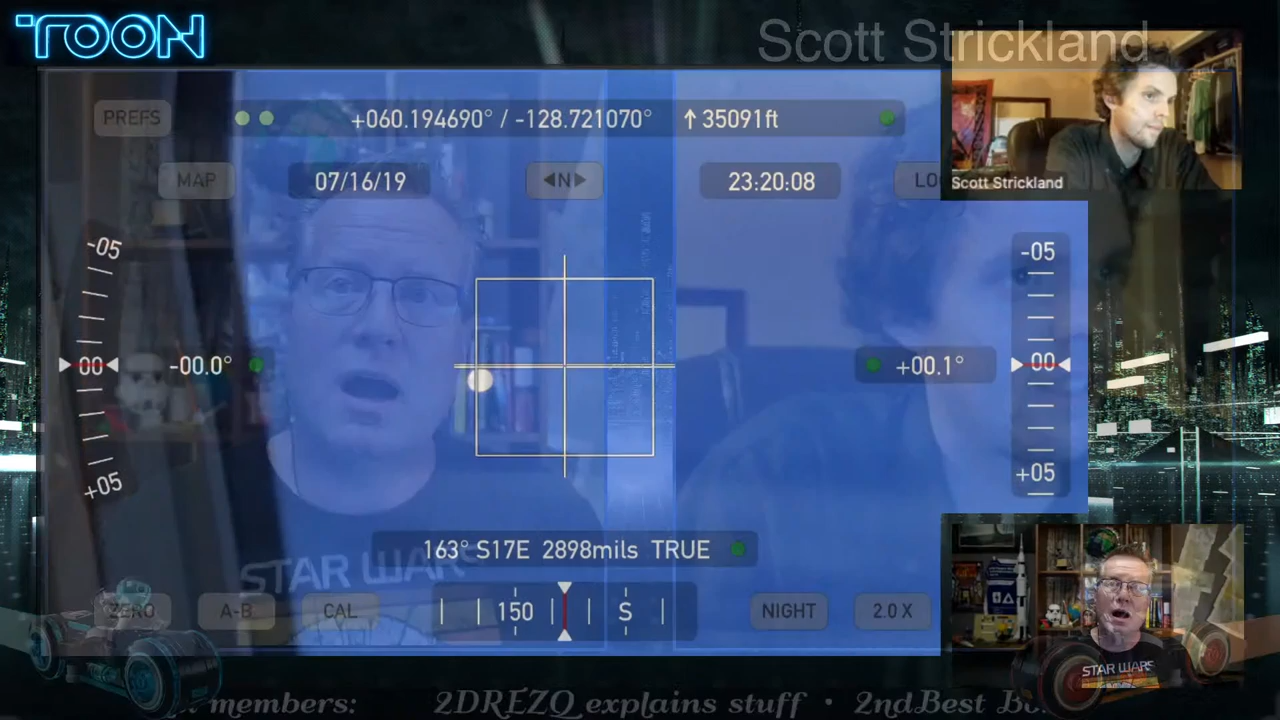 TOON
Scott Strickland
PREFS
+060.194690° / -128.721070° ↑ 35091ft
MAP
07/16/19
◀N▶
23:20:08
Scott Strickland
-05
-05
00
-00.0°
+00.1°
00
+05
+05
163° S17E 2898mils TRUE
STAR WARS
ZERO
A-B
CAL
150
S
NIGHT
2.0 X
STAR WARS
members: 2DREZQ explains stuff • 2ndBest